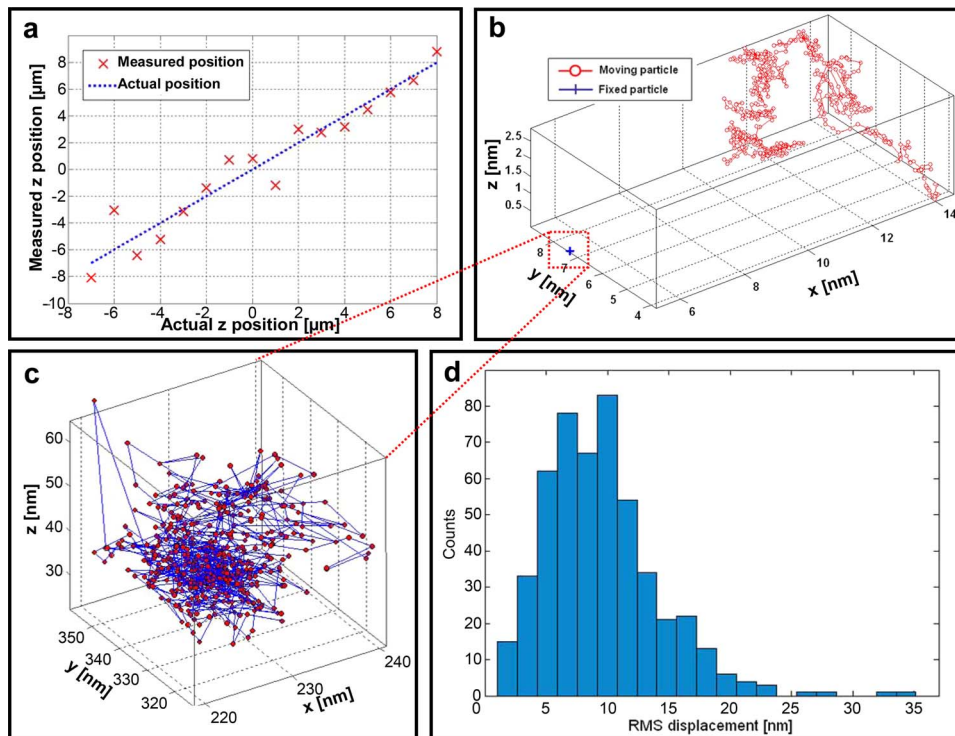 a
Measured position
Actual position
8
6
4
2
0
−2
−4
−6
−8
−10
Measured z position [µm]
-8 −6 −4 −2 0 2 4 6 8
Actual z position [µm]
b
Moving particle
Fixed particle
2.5
2
1.5
1
0.5
z [nm]
8
7
6
5
4
y [nm]
6
8
10
12
14
x [nm]
c
60
50
40
30
z [nm]
350
340
330
320
y [nm]
220
230
240
x [nm]
d
80
70
60
50
40
30
20
10
0
Counts
0 5 10 15 20 25 30 35
RMS displacement [nm]